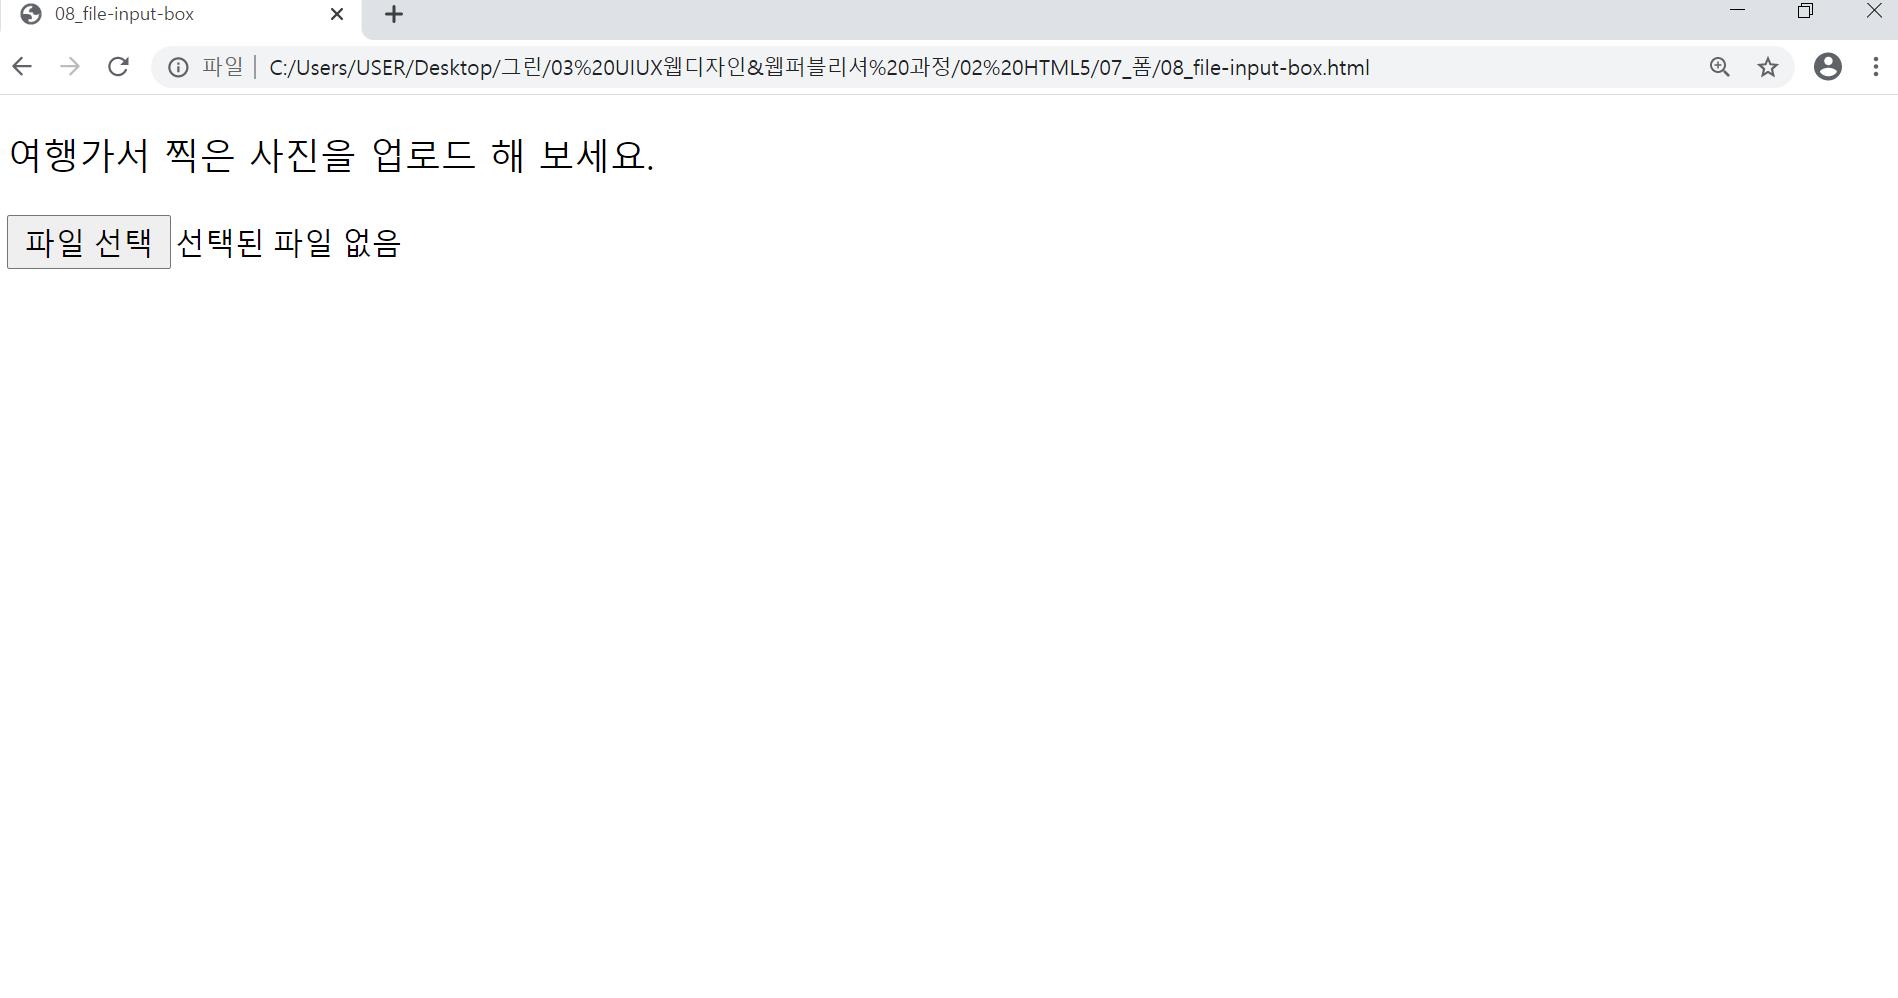 08_file-input-box
파일 | C:/Users/USER/Desktop/그린/03%20UIUX웹디자인&웹퍼블리셔%20과정/02%20HTML5/07_폼/08_file-input-box.html
여행가서 찍은 사진을 업로드 해 보세요.
파일 선택 선택된 파일 없음